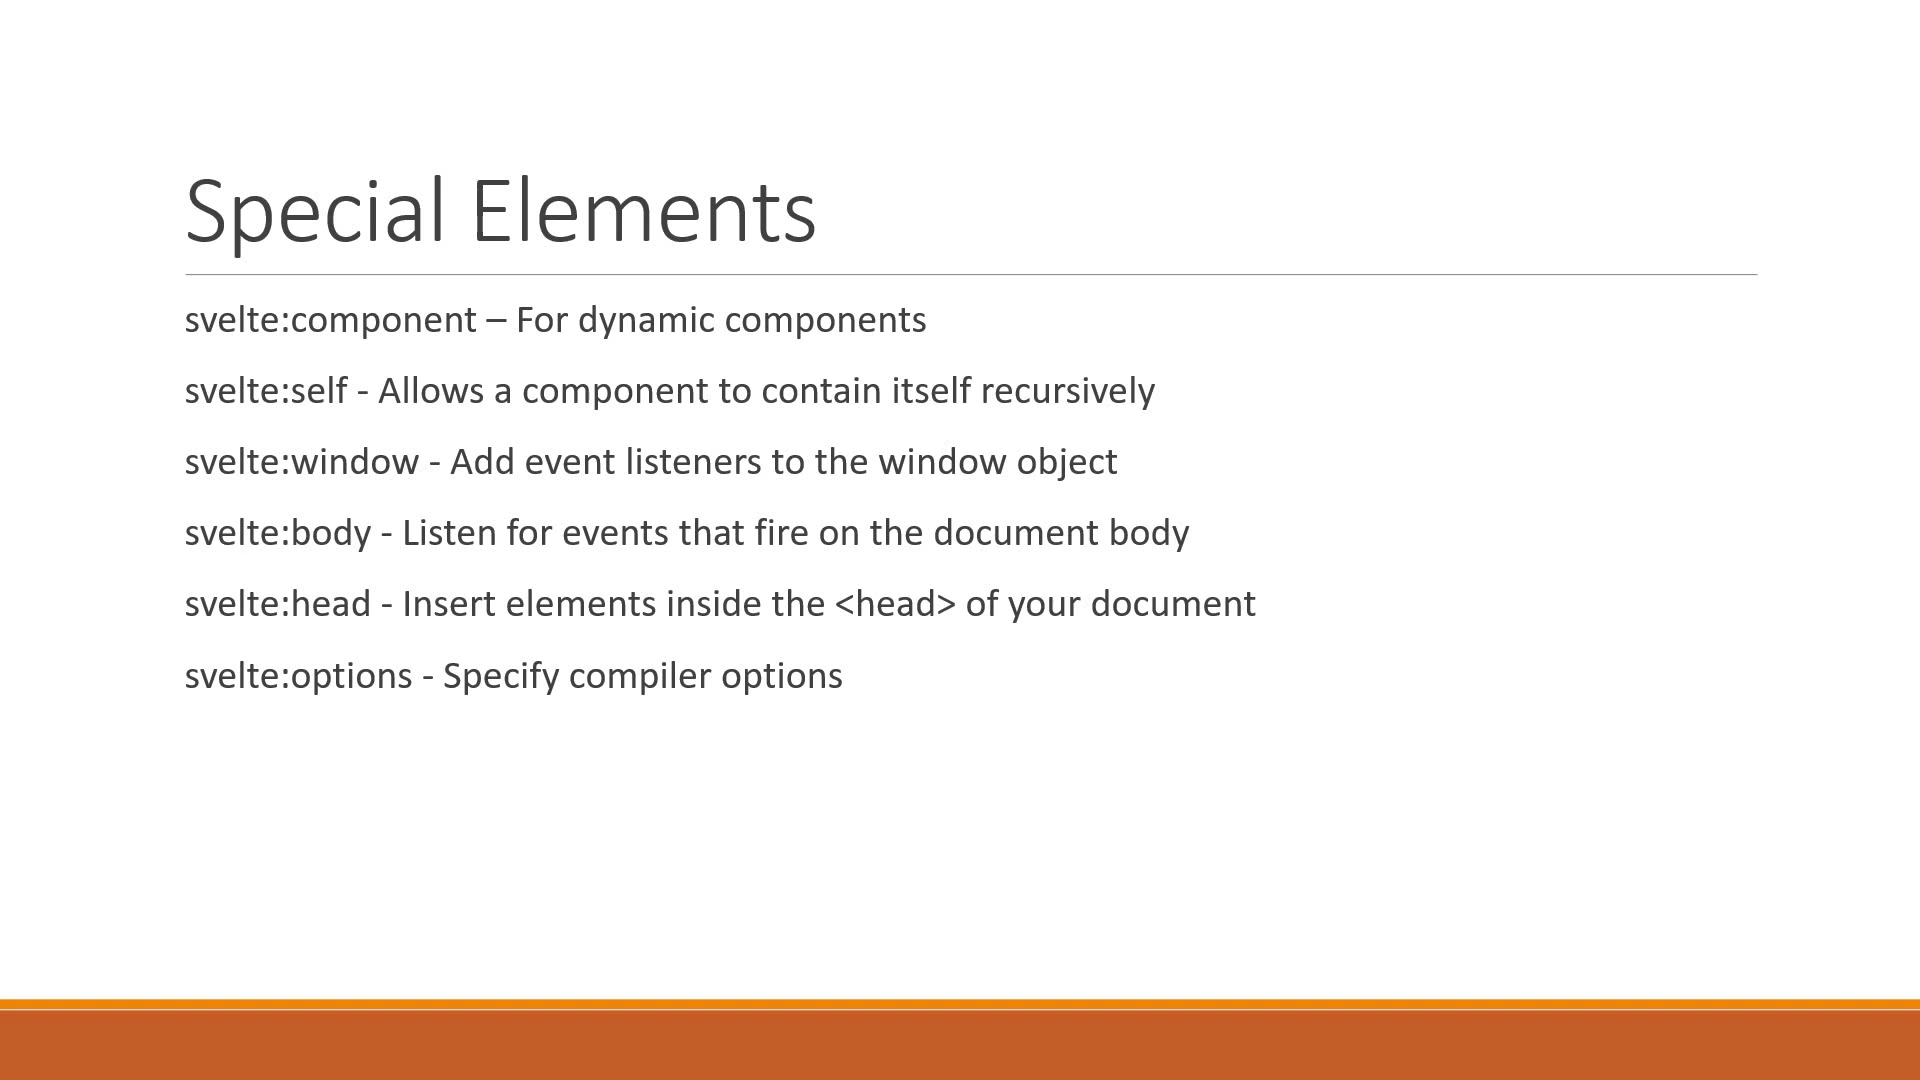 Special Elements
svelte:component – For dynamic components
svelte:self - Allows a component to contain itself recursively
svelte:window - Add event listeners to the window object
svelte:body - Listen for events that fire on the document body
svelte:head - Insert elements inside the <head> of your document
svelte:options - Specify compiler options